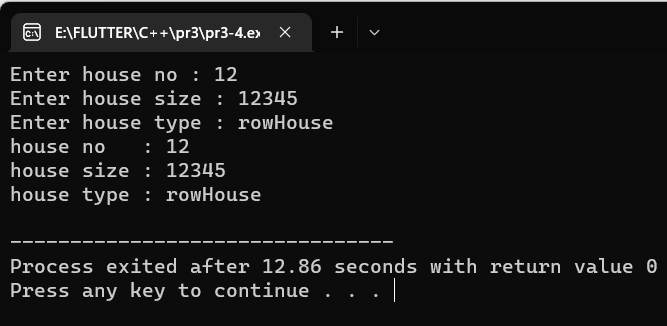 E:\FLUTTER\C++\pr3\pr3-4.ex
Enter house no : 12
Enter house size : 12345
Enter house type : rowHouse
house no   : 12
house size : 12345
house type : rowHouse
--------------------------------
Process exited after 12.86 seconds with return value 0
Press any key to continue . . .